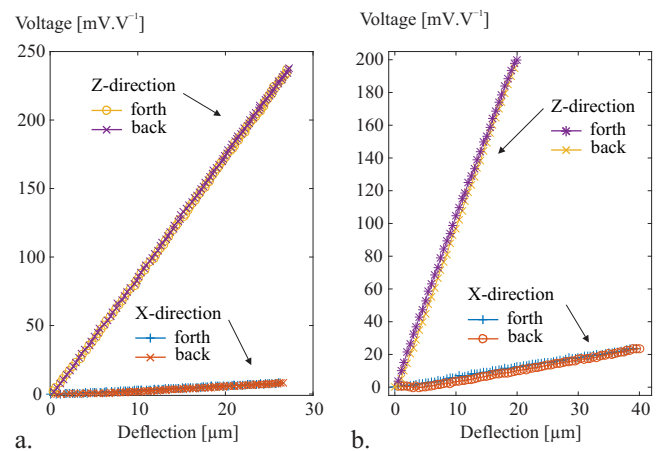 Voltage [mV.V⁻¹]
250
200
150
100
50
0
0
10
20
30
Z-direction
forth
back
X-direction
forth
back
Deflection [µm]
a.
Voltage [mV.V⁻¹]
200
180
160
140
120
100
80
60
40
20
0
0
10
20
30
40
Z-direction
forth
back
X-direction
forth
back
Deflection [µm]
b.